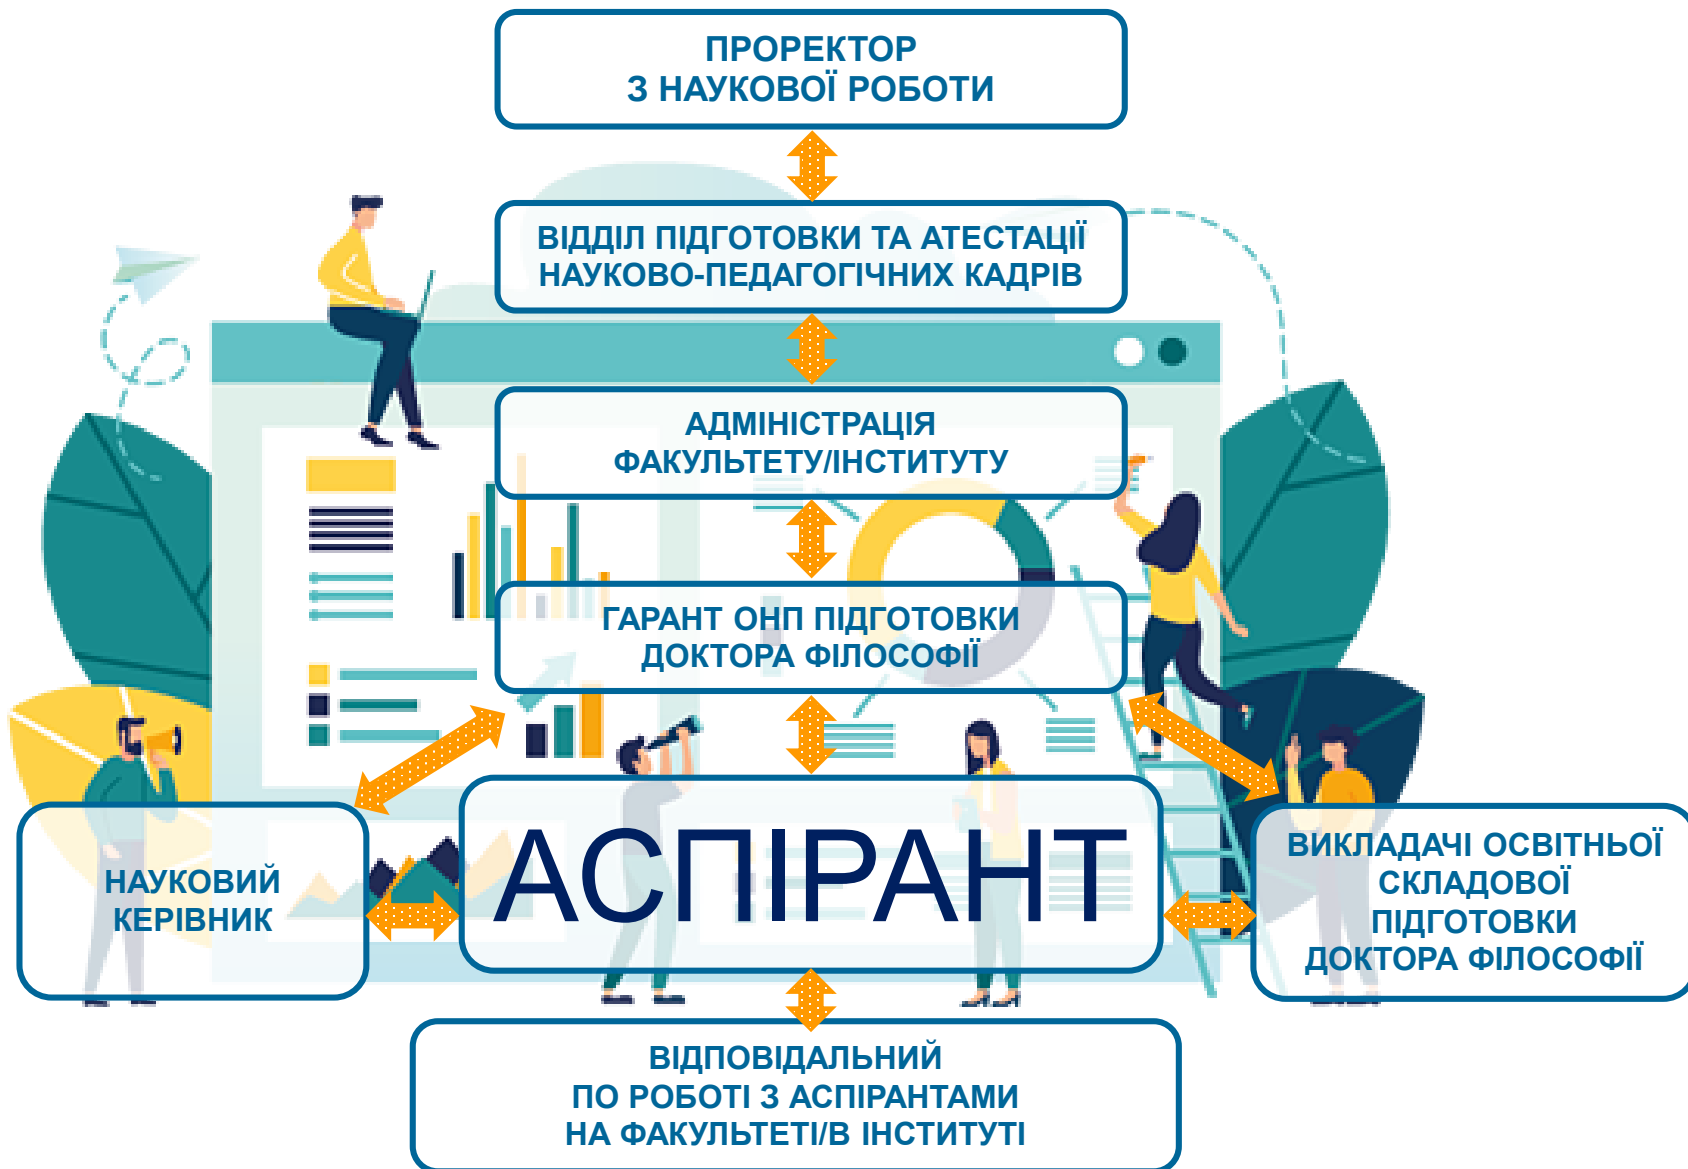 ПРОРЕКТОР
З НАУКОВОЇ РОБОТИ
ВІДДІЛ ПІДГОТОВКИ ТА АТЕСТАЦІЇ
НАУКОВО-ПЕДАГОГІЧНИХ КАДРІВ
АДМІНІСТРАЦІЯ
ФАКУЛЬТЕТУ/ІНСТИТУТУ
ГАРАНТ ОНП ПІДГОТОВКИ
ДОКТОРА ФІЛОСОФІЇ
НАУКОВИЙ
КЕРІВНИК
АСПІРАНТ
ВИКЛАДАЧІ ОСВІТНЬОЇ
СКЛАДОВОЇ
ПІДГОТОВКИ
ДОКТОРА ФІЛОСОФІЇ
ВІДПОВІДАЛЬНИЙ
ПО РОБОТІ З АСПІРАНТАМИ
НА ФАКУЛЬТЕТІ/В ІНСТИТУТІ